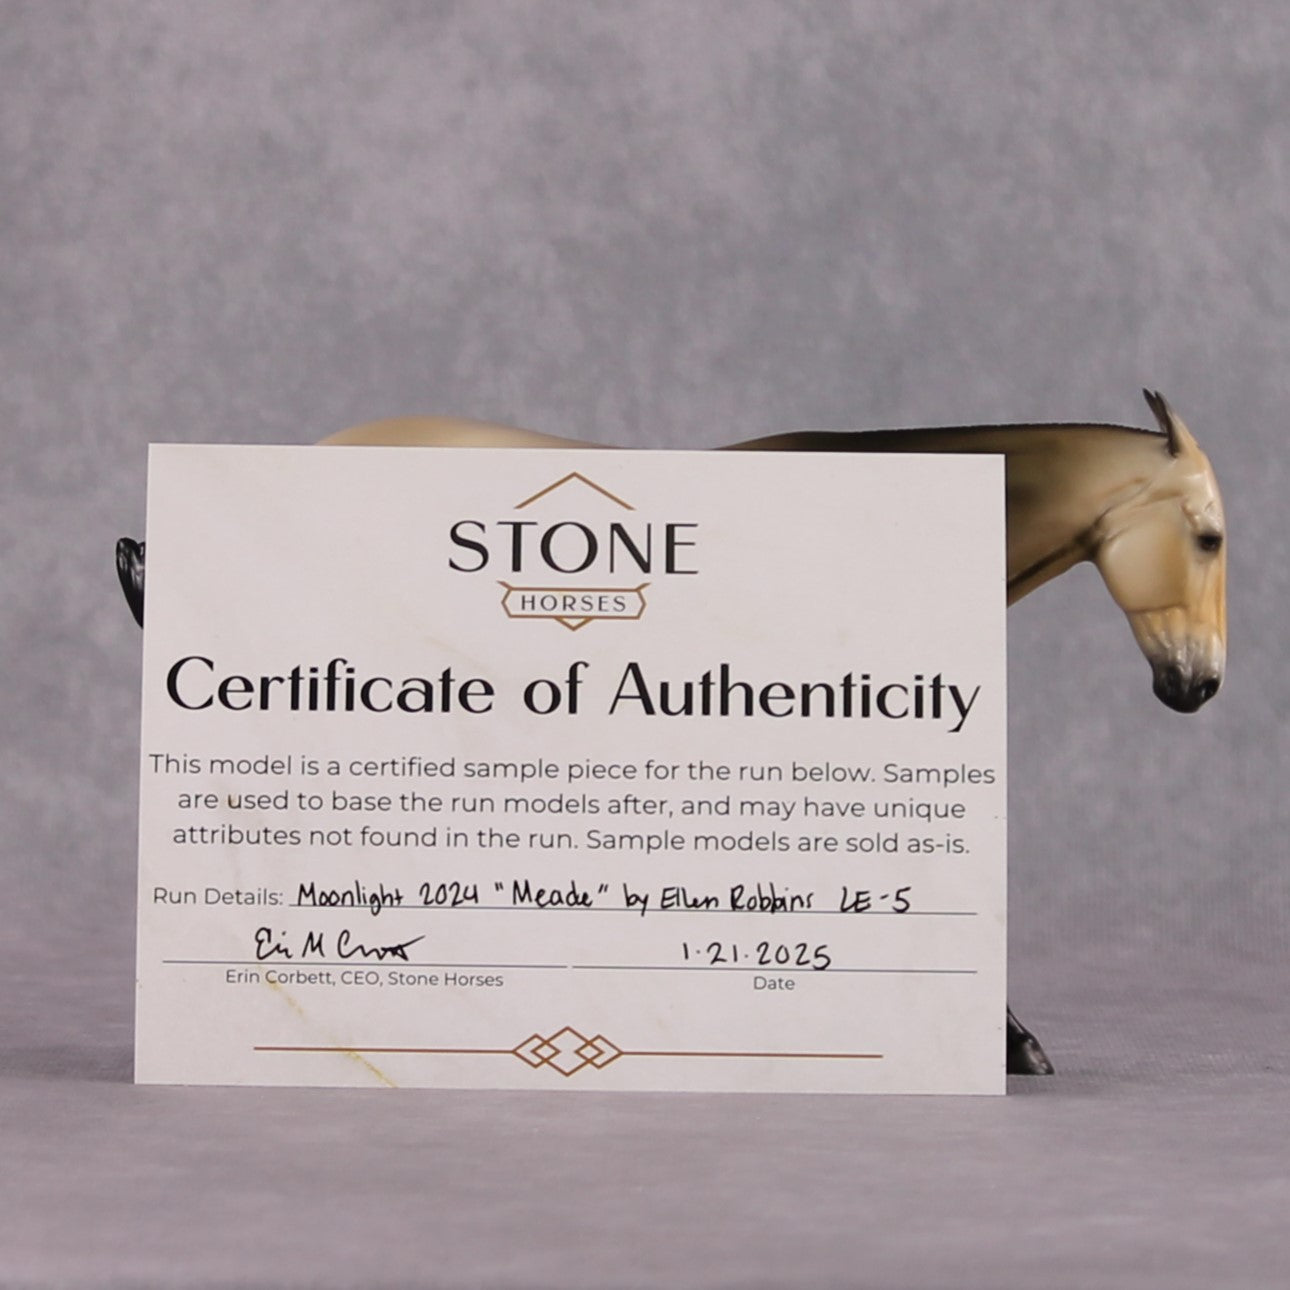 STONE
HORSES
Certificate of Authenticity
This model is a certified sample piece for the run below. Samples
are used to base the run models after, and may have unique
attributes not found in the run. Sample models are sold as-is.
Run Details: Moonlight 2024 "Meade" by Ellen Robbins LE-5
1·21·2025
Erin Corbett, CEO, Stone Horses Date